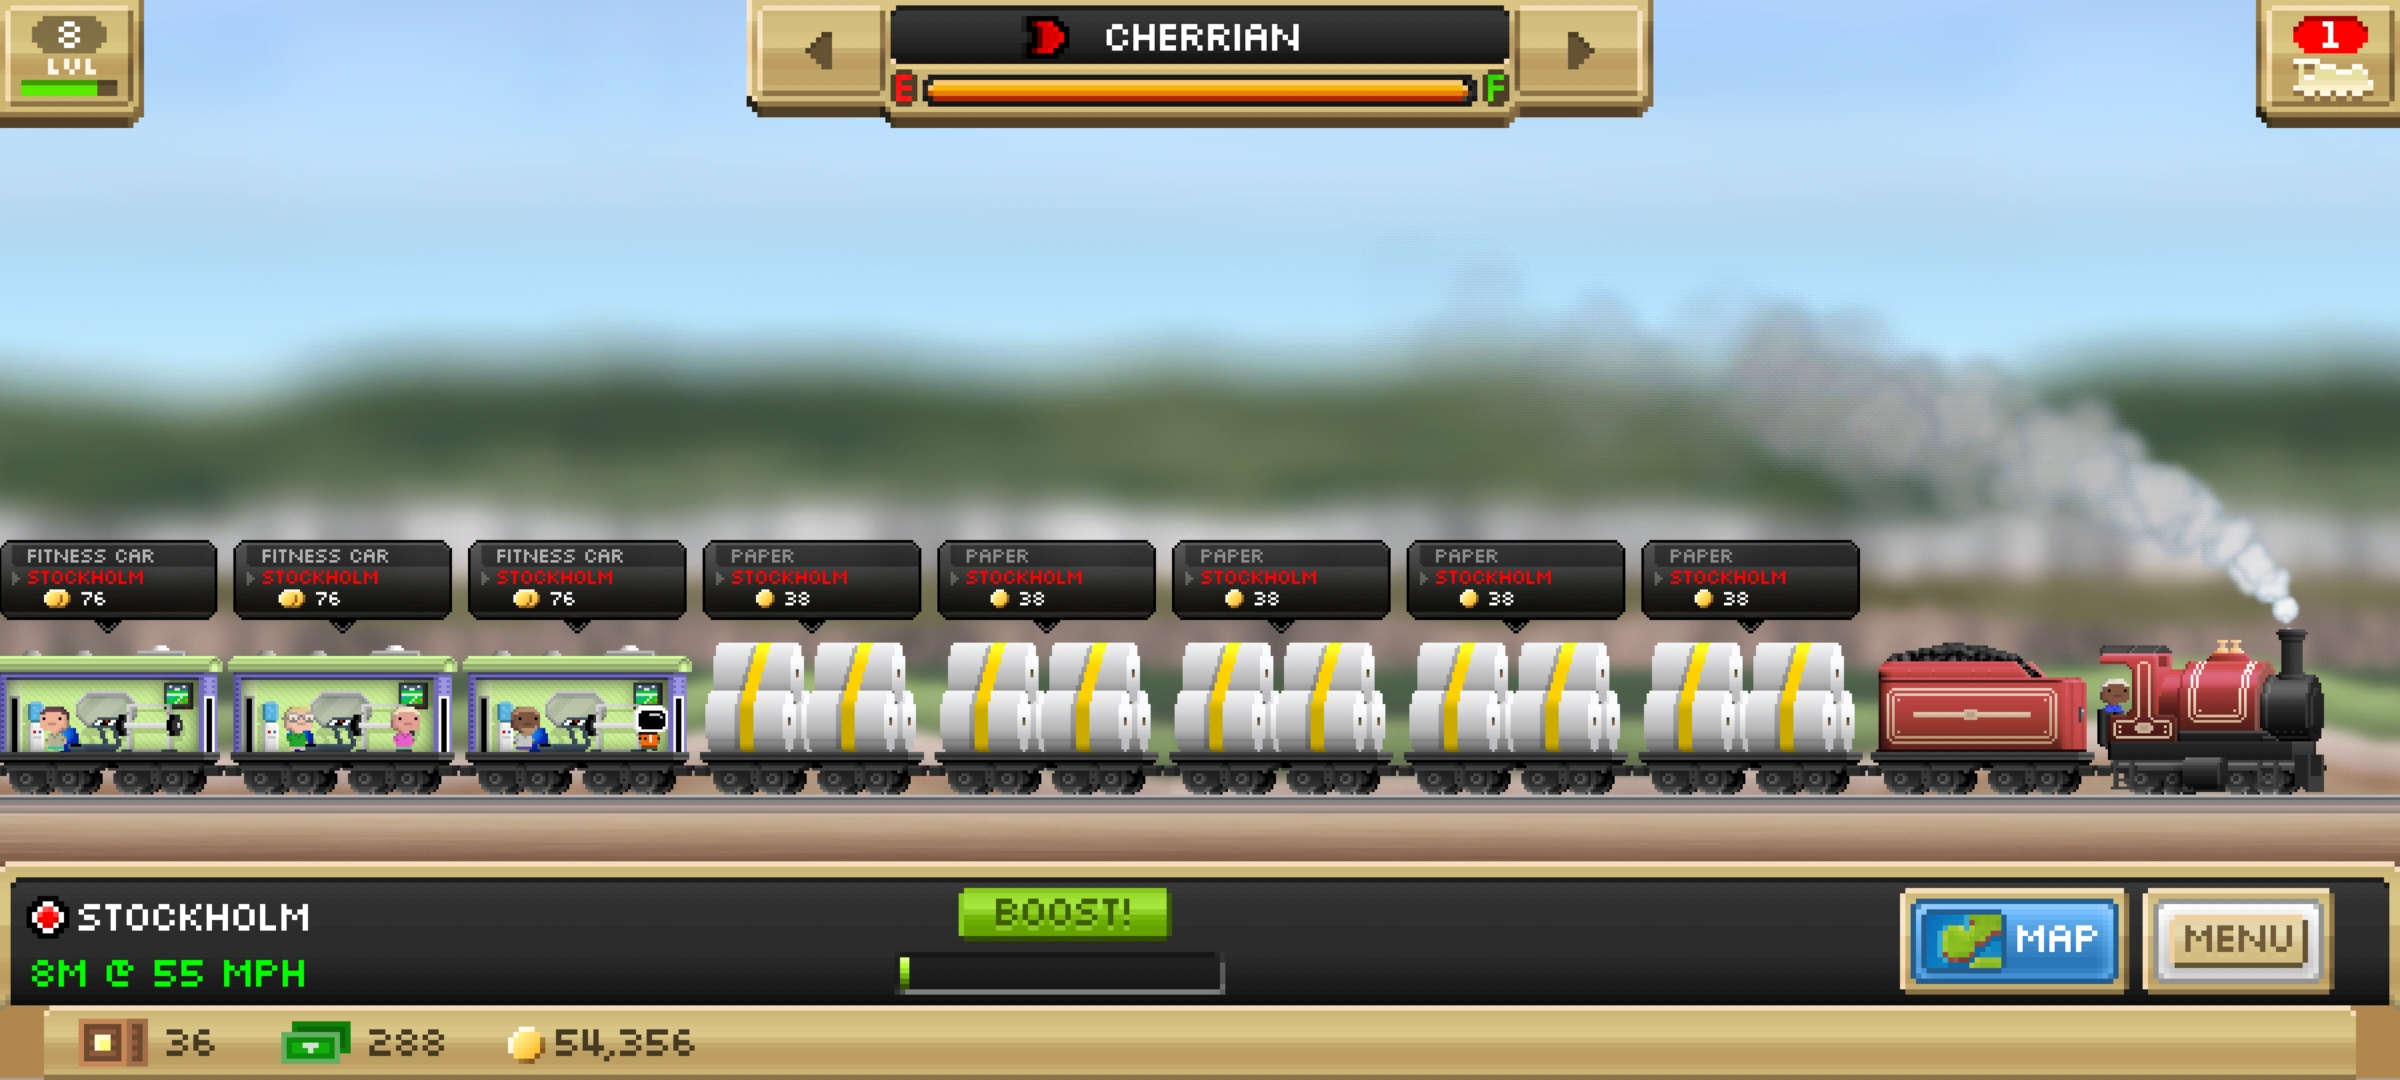 8
LVL
CHERRIAN
E F
1
FITNESS CAR
STOCKHOLM
76
FITNESS CAR
STOCKHOLM
76
FITNESS CAR
STOCKHOLM
76
PAPER
STOCKHOLM
38
PAPER
STOCKHOLM
38
PAPER
STOCKHOLM
38
PAPER
STOCKHOLM
38
PAPER
STOCKHOLM
38
STOCKHOLM
8M @ 55 MPH
BOOST!
MAP
MENU
36
288
54,356